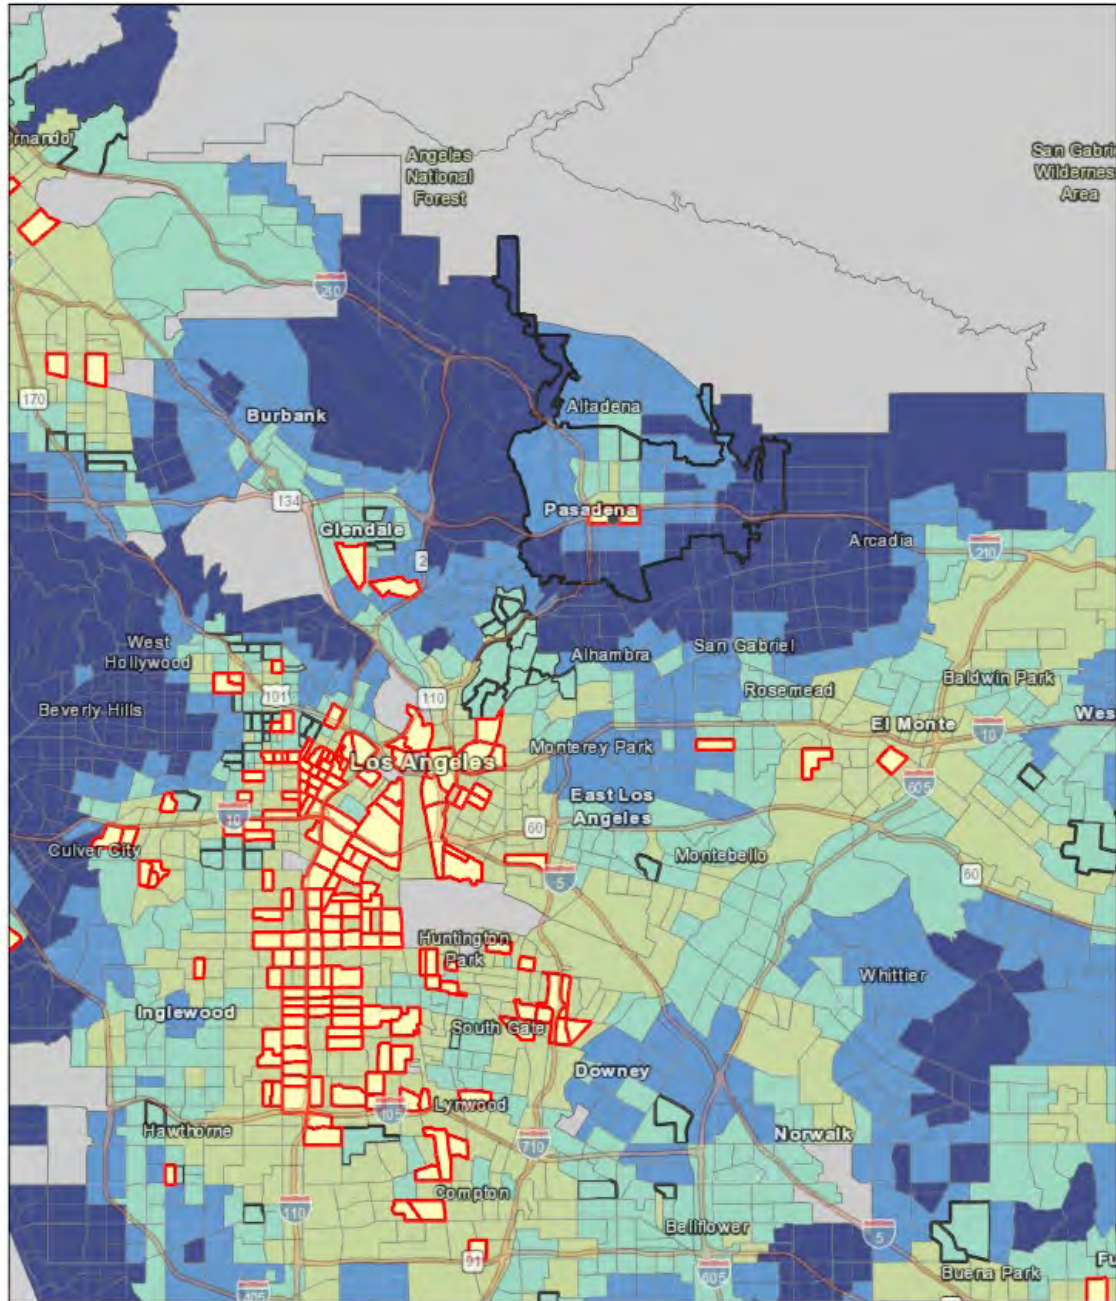 rnando
Angeles
National
Forest
San Gabri
Wildernes
Area
210
170
Burbank
Altadena
134
Pasadena
Glendale
2
Arcadia
210
West
Hollywood
Alhambra
San Gabriel
101
110
Rosemead
Baldwin Park
Beverly Hills
El Monte
Wes
10
Monterey Park
Los Angeles
605
East Los
Angeles
10
60
Culver City
Montebello
5
60
Huntington
Park
Whittier
Inglewood
South Gate
Downey
105
Lynwood
Hawthorne
710
Norwalk
Compton
110
Bellflower
5
91
605
Buena Park
Fu
405